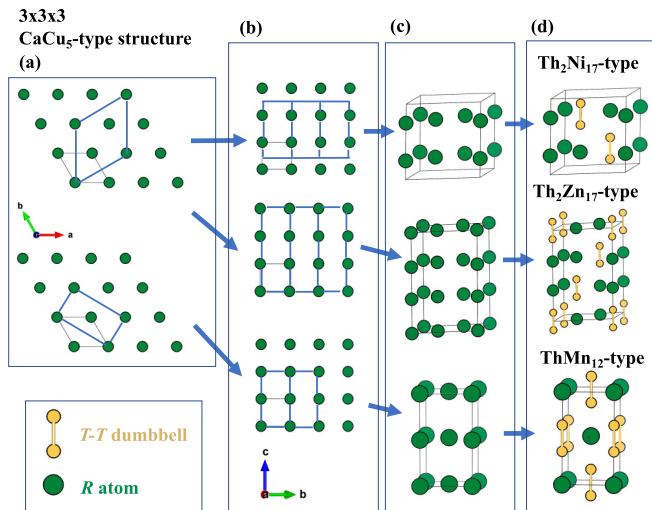 3x3x3
CaCu₅-type structure
(a)
(b)
(c)
(d)
Th₂Ni₁₇-type
b
a
Th₂Zn₁₇-type
ThMn₁₂-type
T-T dumbbell
R atom
c
a
b